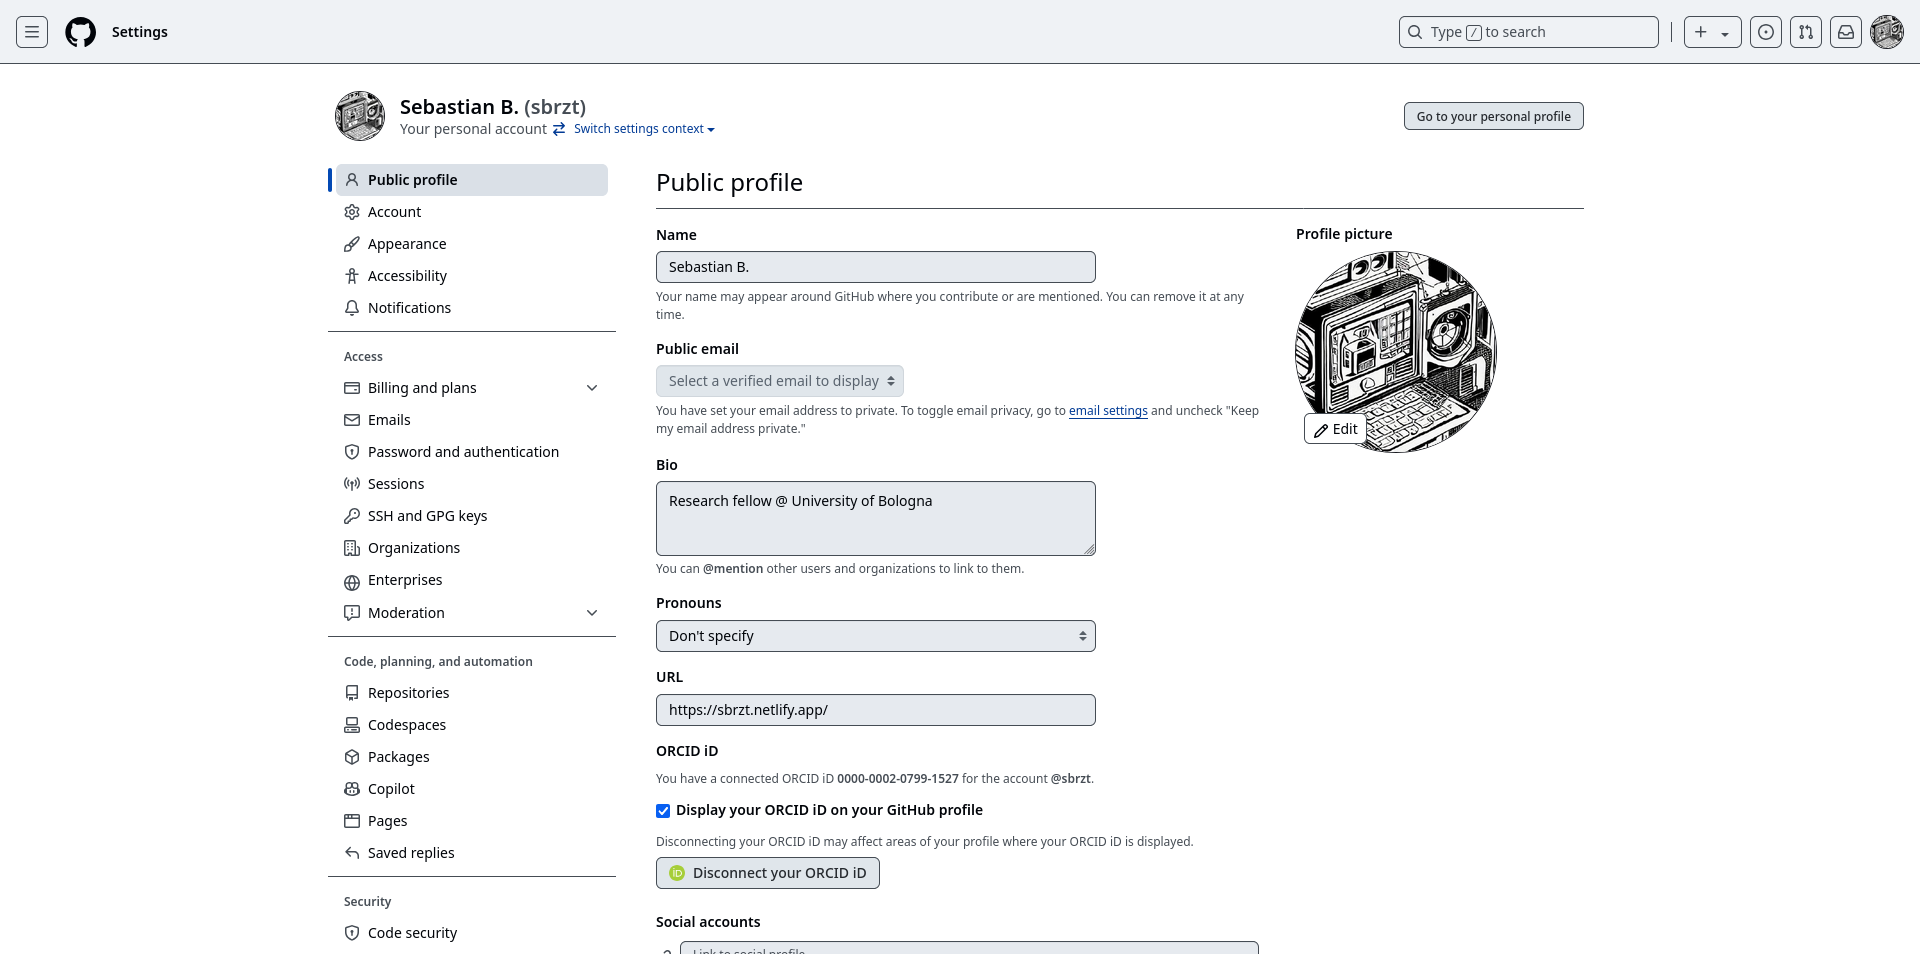 Settings
Type / to search
Sebastian B. (sbrzt)
Your personal account Switch settings context
Go to your personal profile
Public profile
Account
Appearance
Accessibility
Notifications
Access
Billing and plans
Emails
Password and authentication
Sessions
SSH and GPG keys
Organizations
Enterprises
Moderation
Code, planning, and automation
Repositories
Codespaces
Packages
Copilot
Pages
Saved replies
Security
Code security
Public profile
Name
Sebastian B.
Your name may appear around GitHub where you contribute or are mentioned. You can remove it at any
time.
Public email
Select a verified email to display
You have set your email address to private. To toggle email privacy, go to email settings and uncheck "Keep
my email address private."
Bio
Research fellow @ University of Bologna
You can @mention other users and organizations to link to them.
Pronouns
Don't specify
URL
https://sbrzt.netlify.app/
ORCID iD
You have a connected ORCID iD 0000-0002-0799-1527 for the account @sbrzt.
Display your ORCID iD on your GitHub profile
Disconnecting your ORCID iD may affect areas of your profile where your ORCID iD is displayed.
iD Disconnect your ORCID iD
Social accounts
Link to social profile
Profile picture
Edit